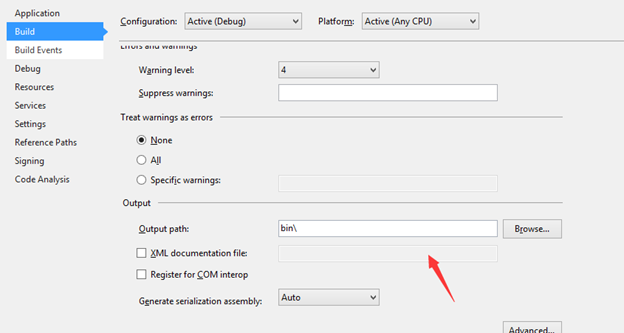 Application
Build
Build Events
Debug
Resources
Services
Settings
Reference Paths
Signing
Code Analysis
Configuration: Active (Debug) Platform: Active (Any CPU)
Errors and warnings
Warning level: 4
Suppress warnings:
Treat warnings as errors
None
All
Specific warnings:
Output
Output path: bin\ Browse...
XML documentation file:
Register for COM interop
Generate serialization assembly: Auto
Advanced...